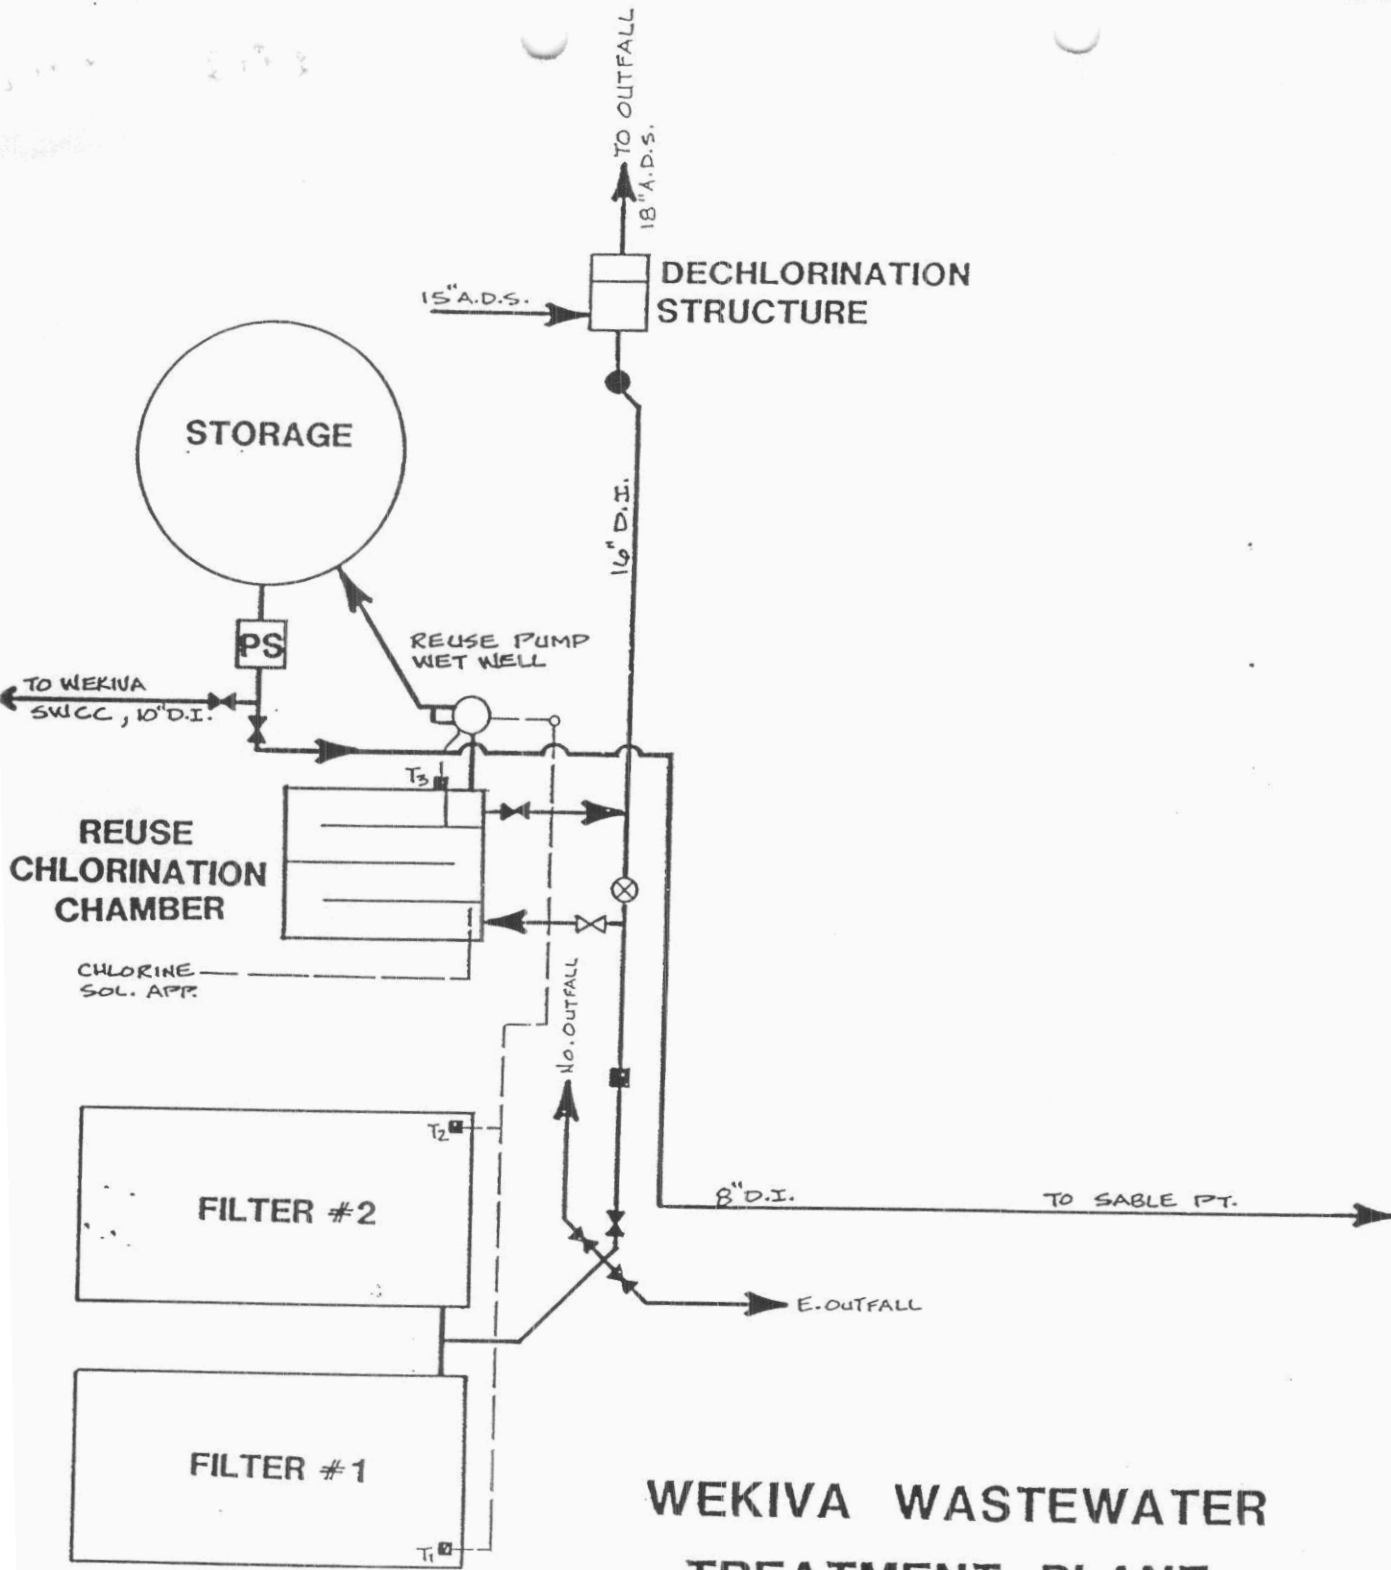 TO OUTFALL
18" A.D.S.
DECHLORINATION
STRUCTURE
15" A.D.S.
STORAGE
16" D.I.
PS
REUSE PUMP
WET WELL
TO WEKIVA
SWCC, 10" D.I.
T3
REUSE
CHLORINATION
CHAMBER
CHLORINE
SOL. APP.
NO. OUTFALL
T2
FILTER #2
8" D.I.
TO SABLE PT.
E. OUTFALL
FILTER #1
T1
WEKIVA WASTEWATER
TREATMENT PLANT